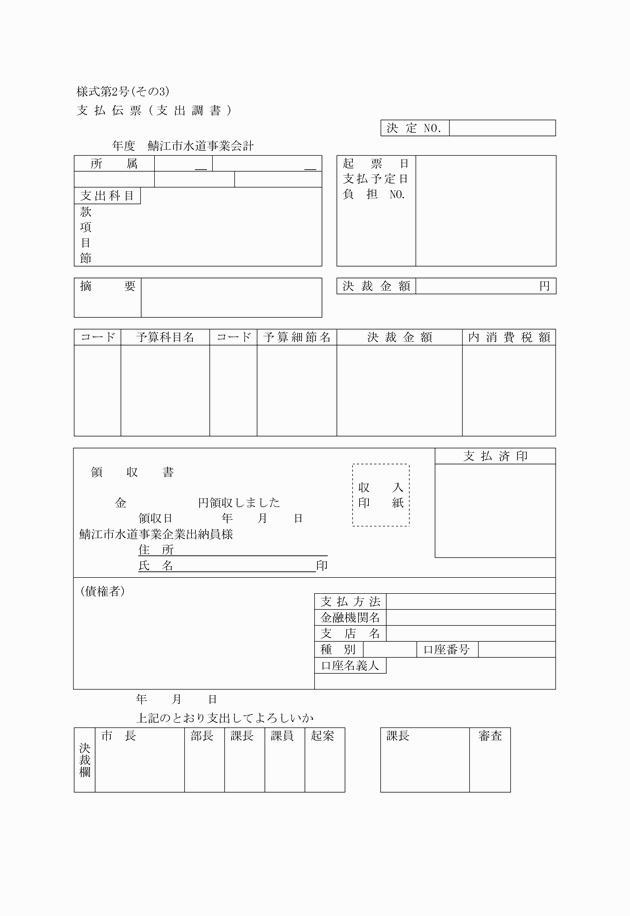 様式第2号(その3)
支払伝票(支出調書)
決定NO.
年度 鯖江市水道事業会計
所属
起票日
支払予定日
負担NO.
支出科目
款
項
目
節
摘要
決裁金額 円
コード 予算科目名 コード 予算細節名 決裁金額 内消費税額
支払済印
領収書
収入
印紙
金 円領収しました
領収日 年 月 日
鯖江市水道事業企業出納員様
住所
氏名 印
(債権者)
支払方法
金融機関名
支店名
種別 口座番号
口座名義人
年 月 日
上記のとおり支出してよろしいか
決裁欄 市長 部長 課長 課員 起案 課長 審査